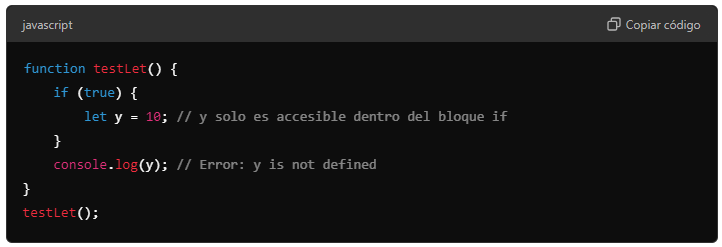 javascript
Copiar código
function testLet() {
    if (true) {
        let y = 10; // y solo es accesible dentro del bloque if
    }
    console.log(y); // Error: y is not defined
}
testLet();